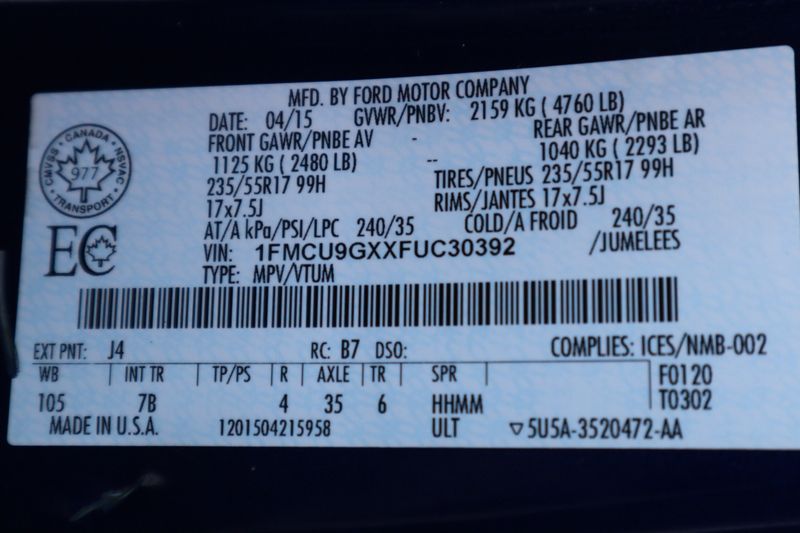 MFD. BY FORD MOTOR COMPANY
DATE: 04/15 GVWR/PNBV: 2159 KG ( 4760 LB)
FRONT GAWR/PNBE AV - REAR GAWR/PNBE AR
1125 KG ( 2480 LB) -- 1040 KG ( 2293 LB)
235/55R17 99H TIRES/PNEUS 235/55R17 99H
17x7.5J RIMS/JANTES 17x7.5J
AT/A kPa/PSI/LPC 240/35 COLD/A FROID 240/35
VIN: 1FMCU9GXXFUC30392 /JUMELEES
TYPE: MPV/VTUM
CANADA
CMVSS 977 NSVAC
TRANSPORT
EC
EXT PNT: J4 RC: B7 DSO: COMPLIES: ICES/NMB-002
WB INT TR TP/PS R AXLE TR SPR F0120
105 7B 4 35 6 HHMM T0302
MADE IN U.S.A. 1201504215958 ULT ▽5U5A-3520472-AA